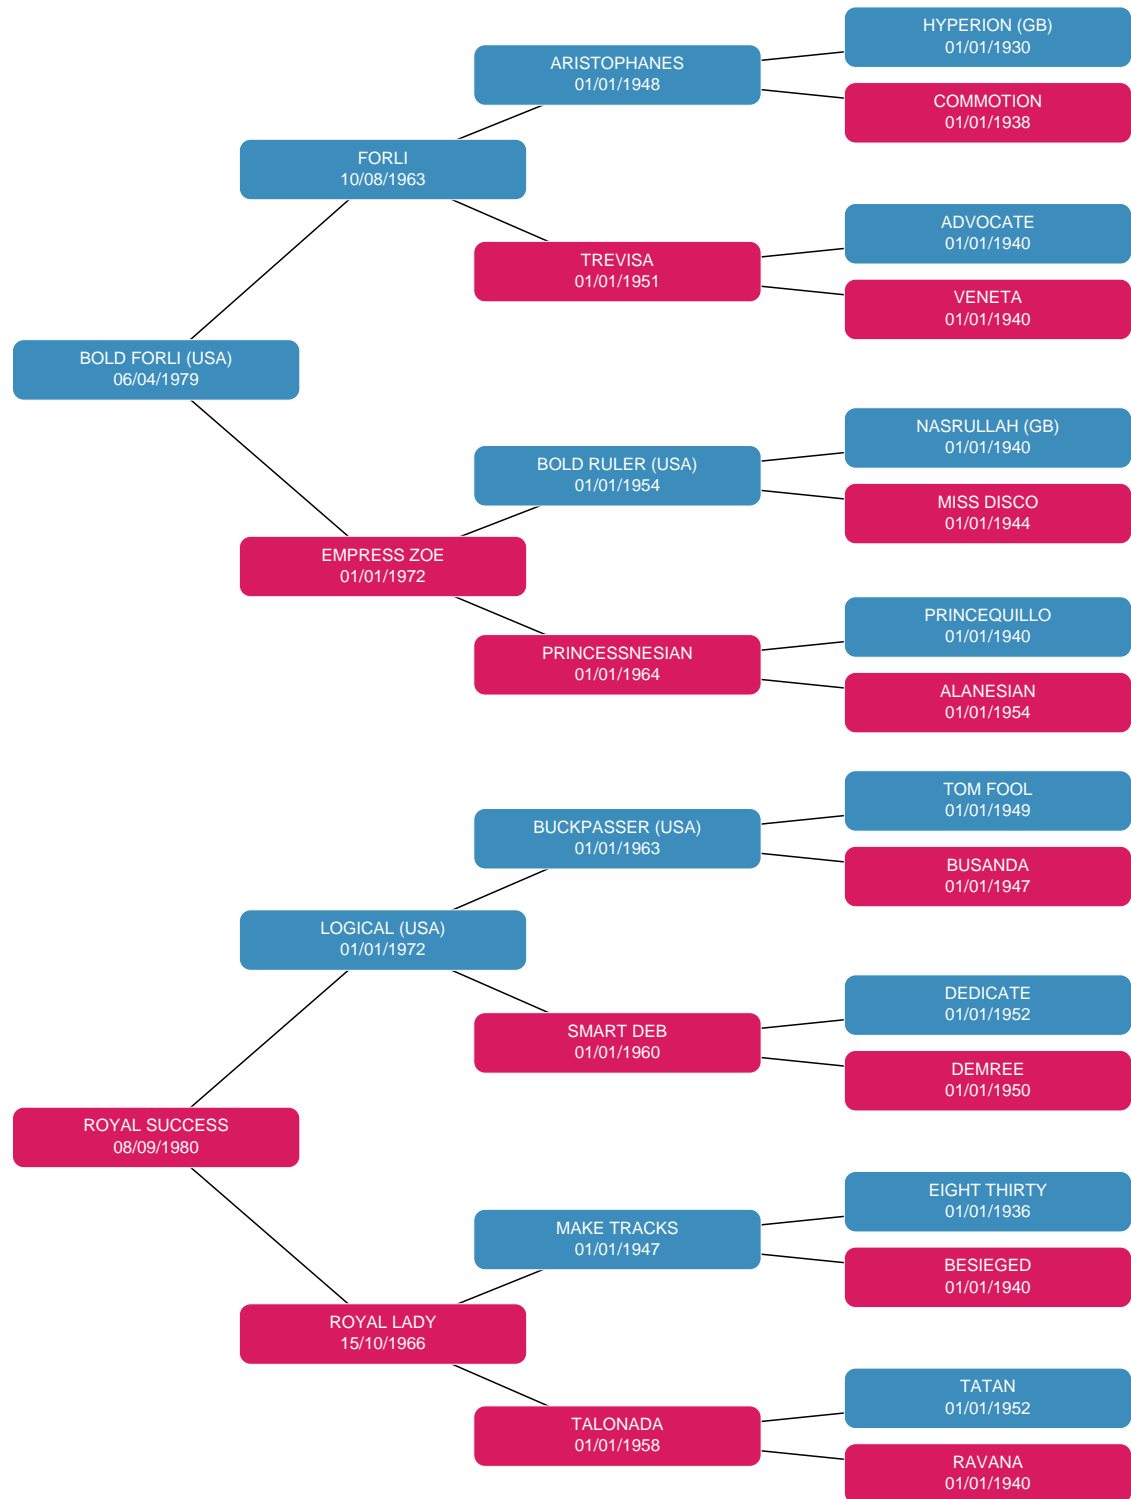 HYPERION (GB)
01/01/1930
ARISTOPHANES
01/01/1948
COMMOTION
01/01/1938
FORLI
10/08/1963
ADVOCATE
01/01/1940
TREVISA
01/01/1951
VENETA
01/01/1940
BOLD FORLI (USA)
06/04/1979
NASRULLAH (GB)
01/01/1940
BOLD RULER (USA)
01/01/1954
MISS DISCO
01/01/1944
EMPRESS ZOE
01/01/1972
PRINCEQUILLO
01/01/1940
PRINCESSNESIAN
01/01/1964
ALANESIAN
01/01/1954
TOM FOOL
01/01/1949
BUCKPASSER (USA)
01/01/1963
BUSANDA
01/01/1947
LOGICAL (USA)
01/01/1972
DEDICATE
01/01/1952
SMART DEB
01/01/1960
DEMREE
01/01/1950
ROYAL SUCCESS
08/09/1980
EIGHT THIRTY
01/01/1936
MAKE TRACKS
01/01/1947
BESIEGED
01/01/1940
ROYAL LADY
15/10/1966
TATAN
01/01/1952
TALONADA
01/01/1958
RAVANA
01/01/1940